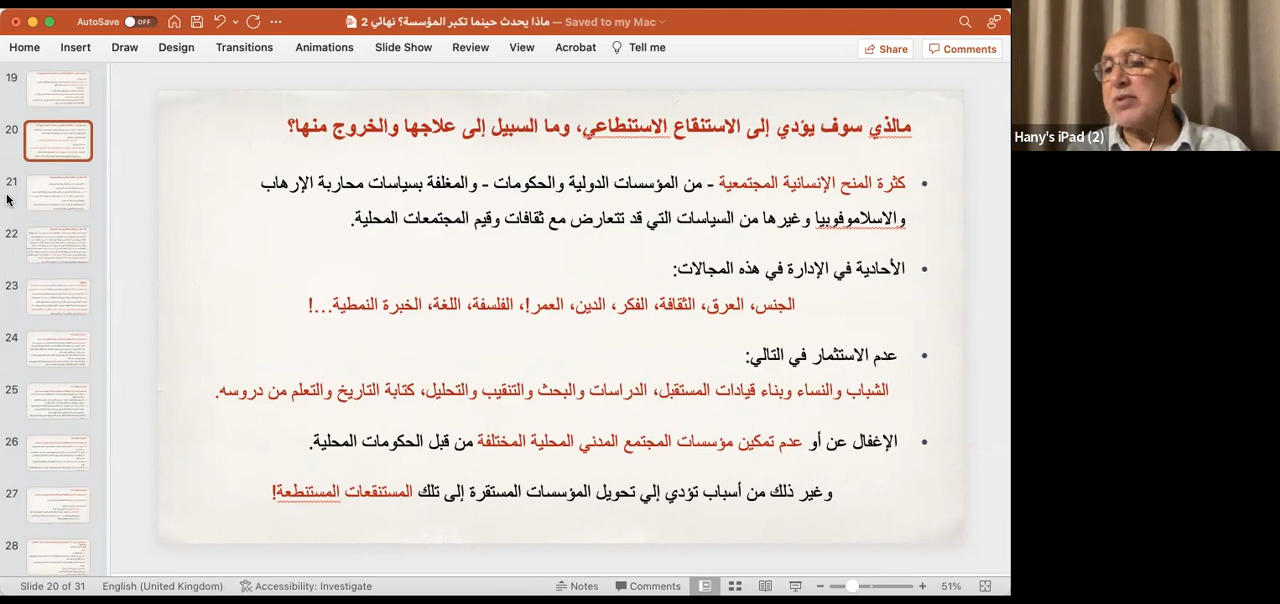 AutoSave OFF
ماذا يحدث حينما تكبر المؤسسة؟ نهائي 2 — Saved to my Mac
Home Insert Draw Design Transitions Animations Slide Show Review View Acrobat Tell me Share Comments
19
20
21
22
23
24
25
26
27
28
مالذي سوف يؤدي إلى الاستنقاع الاستنطاعي، وما السبيل إلى علاجها والخروج منها؟
• كثرة المنح الإنسانية المجتمعية - من المؤسسات الدولية والحكومات - والمغلفة بسياسات محاربة الإرهاب
والاسلاموفوبيا وغيرها من السياسات التي قد تتعارض مع ثقافات وقيم المجتمعات المحلية.
• الأحادية في الإدارة في هذه المجالات:
الجنس، العرق، الثقافة، الفكر، الدين، العمر!، الفلسفة، اللغة، الخبرة النمطية...!
• عدم الاستثمار في التالي:
الشباب والنساء وبناء قيادات المستقبل، الدراسات والبحث والتنقيب والتحليل، كتابة التاريخ والتعلم من دروسه.
• الإغفال عن أو عدم تمكين مؤسسات المجتمع المدني المحلية المختلفة من قبل الحكومات المحلية.
وغير ذلك من أسباب تؤدي إلي تحويل المؤسسات المستقرة إلى تلك المستنقعات المستنطعة!
Slide 20 of 31 English (United Kingdom) Accessibility: Investigate Notes Comments 51%
Hany's iPad (2)